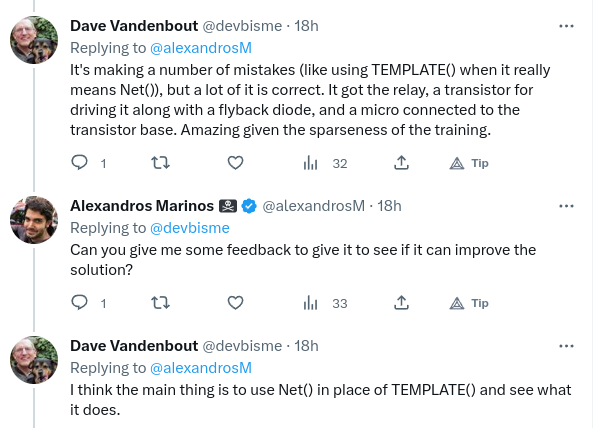 Dave Vandenbout @devbisme · 18h
Replying to @alexandrosM
It's making a number of mistakes (like using TEMPLATE() when it really
means Net()), but a lot of it is correct. It got the relay, a transistor for
driving it along with a flyback diode, and a micro connected to the
transistor base. Amazing given the sparseness of the training.
1 32 Tip
Alexandros Marinos 🏴‍☠️ @alexandrosM · 18h
Replying to @devbisme
Can you give me some feedback to give it to see if it can improve the
solution?
1 33 Tip
Dave Vandenbout @devbisme · 18h
Replying to @alexandrosM
I think the main thing is to use Net() in place of TEMPLATE() and see what
it does.